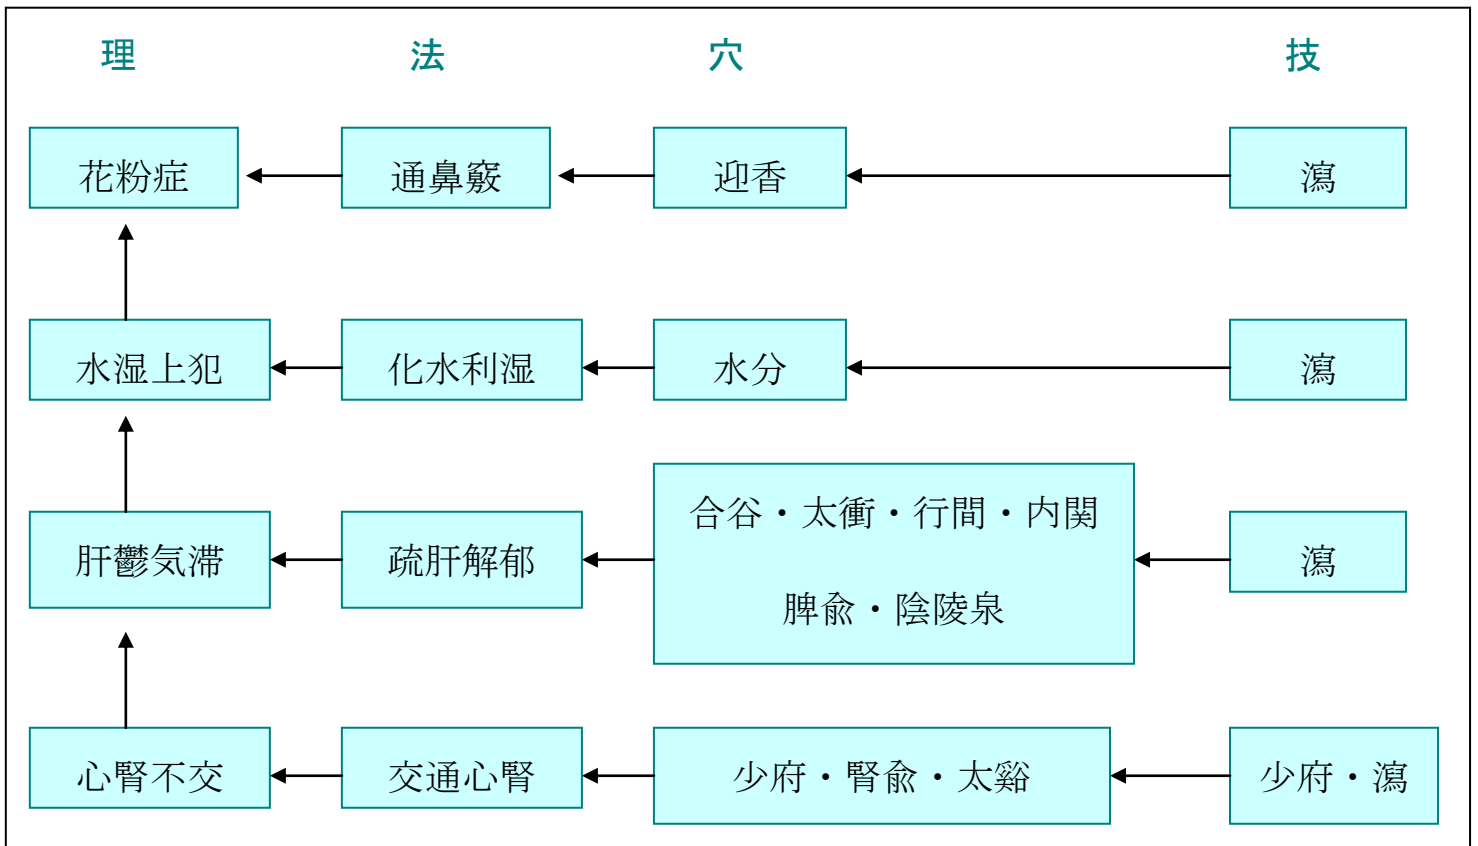 理 法 穴 技
花粉症 通鼻竅 迎香 瀉
水湿上犯 化水利湿 水分 瀉
合谷・太衝・行間・内関
肝鬱気滞 疏肝解郁 瀉
脾兪・陰陵泉
心腎不交 交通心腎 少府・腎兪・太谿 少府・瀉